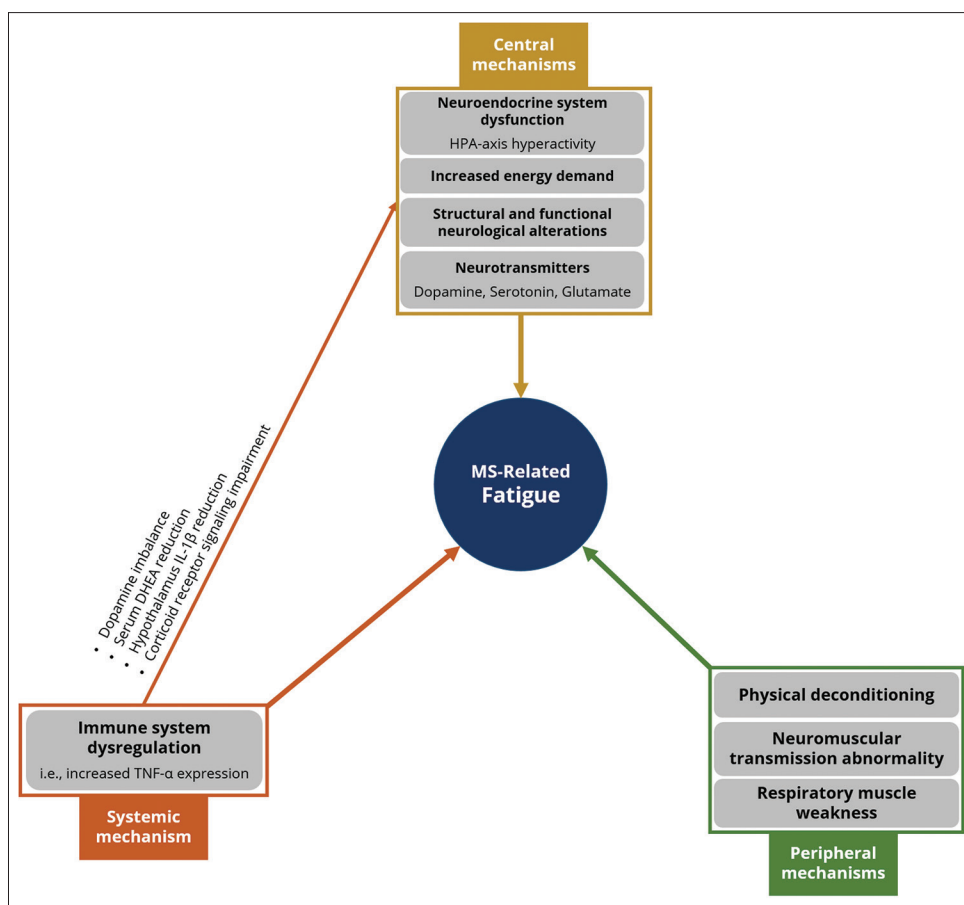 Central
mechanisms
Neuroendocrine system
dysfunction
HPA-axis hyperactivity
Increased energy demand
Structural and functional
neurological alterations
Neurotransmitters
Dopamine, Serotonin, Glutamate
• Dopamine imbalance
• Serum DHEA reduction
• Hypothalamus IL-1β reduction
• Corticoid receptor signaling impairment
MS-Related
Fatigue
Immune system
dysregulation
i.e., increased TNF-α expression
Systemic
mechanism
Physical deconditioning
Neuromuscular
transmission abnormality
Respiratory muscle
weakness
Peripheral
mechanisms